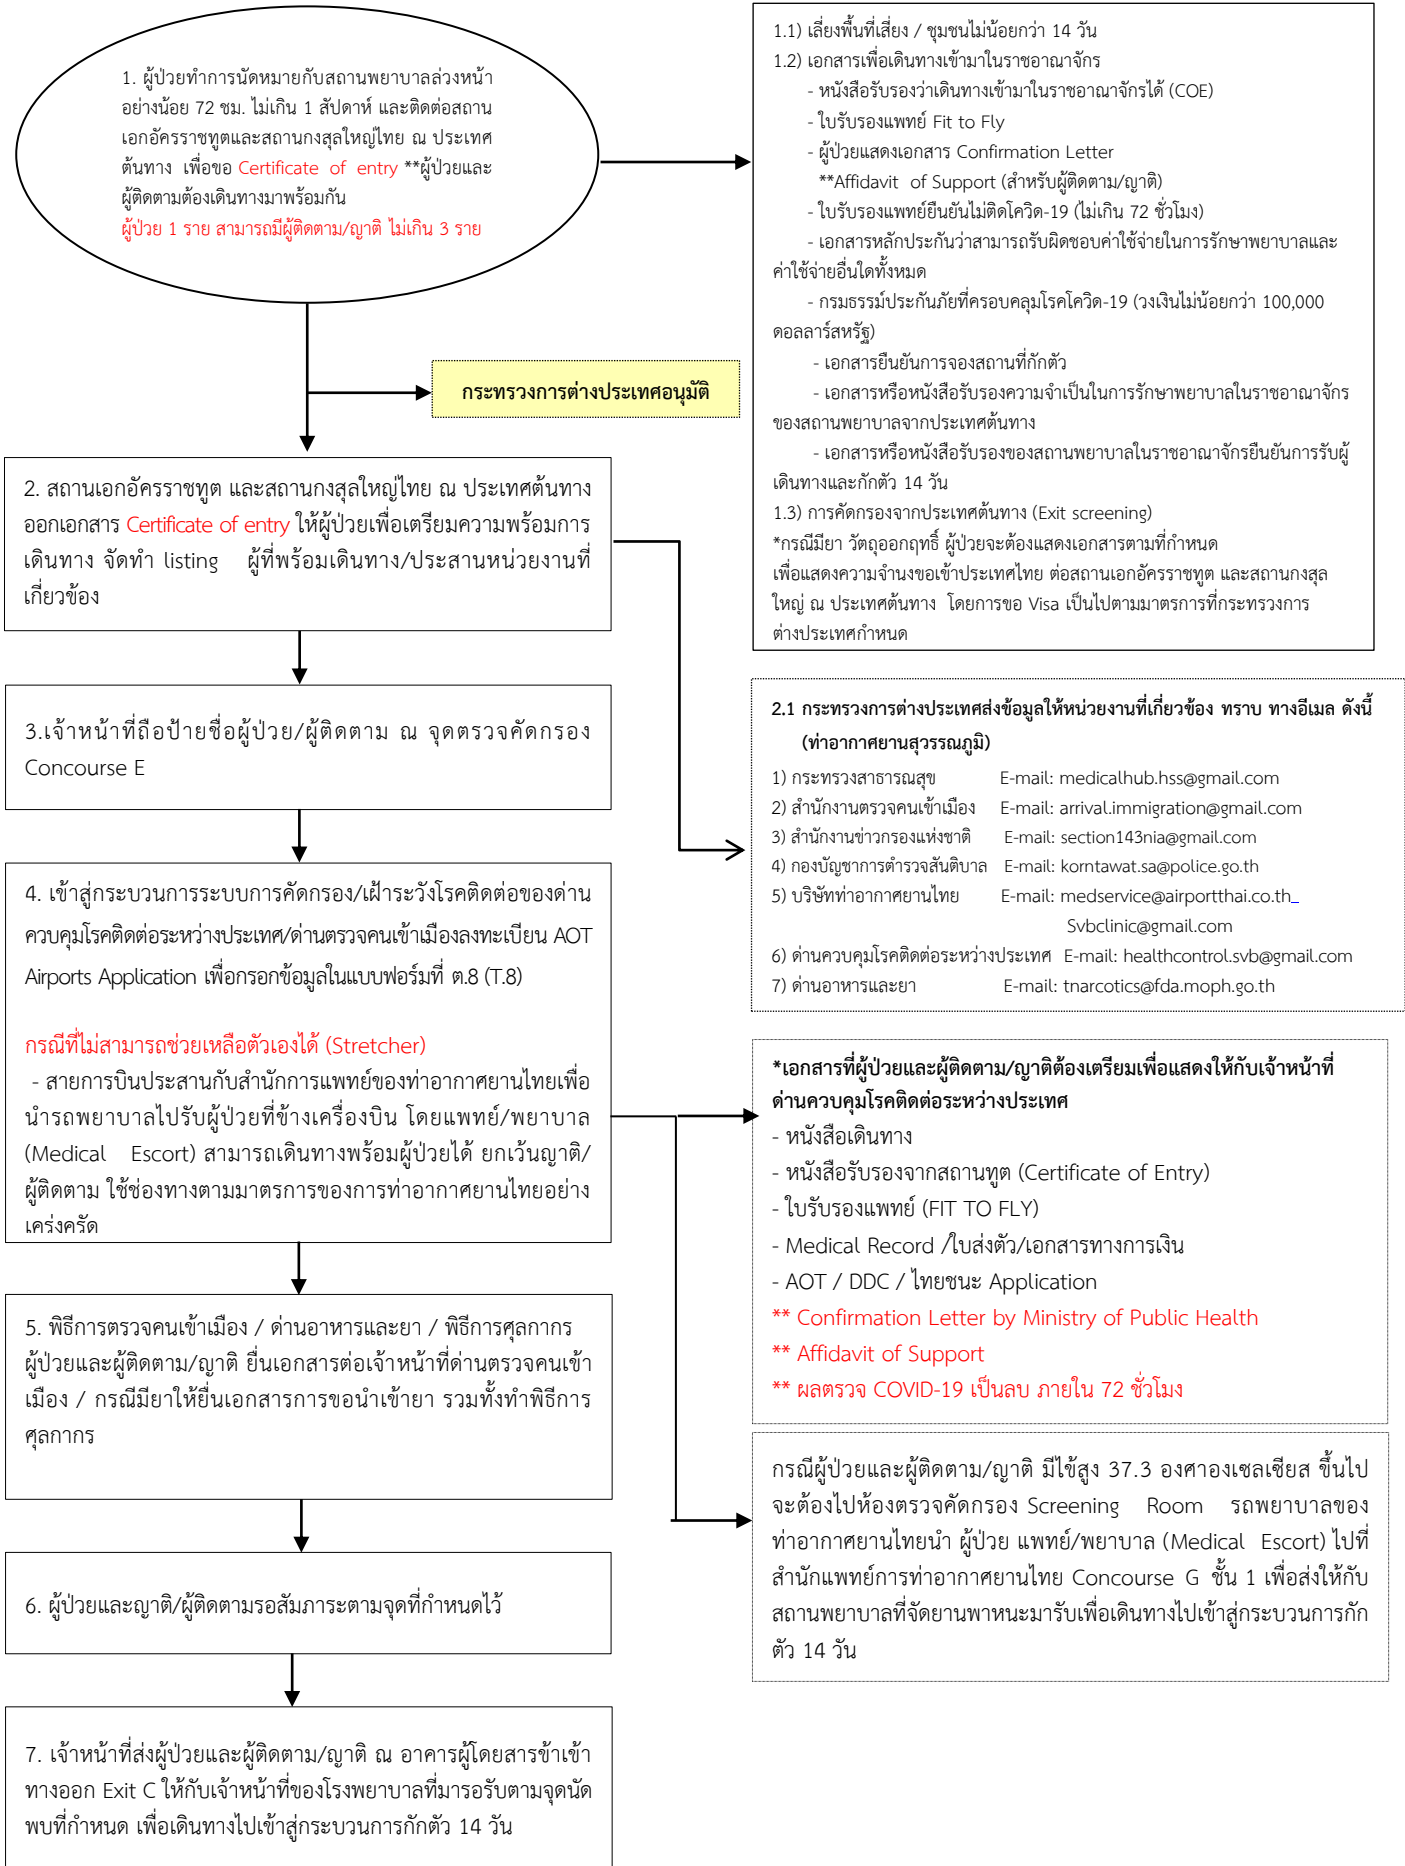 1. ผู้ป่วยทำการนัดหมายกับสถานพยาบาลล่วงหน้า
อย่างน้อย 72 ชม. ไม่เกิน 1 สัปดาห์ และติดต่อสถาน
เอกอัครราชทูตและสถานกงสุลใหญ่ไทย ณ ประเทศ
ต้นทาง เพื่อขอ Certificate of entry **ผู้ป่วยและ
ผู้ติดตามต้องเดินทางมาพร้อมกัน
ผู้ป่วย 1 ราย สามารถมีผู้ติดตาม/ญาติ ไม่เกิน 3 ราย
1.1) เลี่ยงพื้นที่เสี่ยง / ชุมชนไม่น้อยกว่า 14 วัน
1.2) เอกสารเพื่อเดินทางเข้ามาในราชอาณาจักร
- หนังสือรับรองว่าเดินทางเข้ามาในราชอาณาจักรได้ (COE)
- ใบรับรองแพทย์ Fit to Fly
- ผู้ป่วยแสดงเอกสาร Confirmation Letter
**Affidavit of Support (สำหรับผู้ติดตาม/ญาติ)
- ใบรับรองแพทย์ยืนยันไม่ติดโควิด-19 (ไม่เกิน 72 ชั่วโมง)
- เอกสารหลักประกันว่าสามารถรับผิดชอบค่าใช้จ่ายในการรักษาพยาบาลและ
ค่าใช้จ่ายอื่นใดทั้งหมด
- กรมธรรม์ประกันภัยที่ครอบคลุมโรคโควิด-19 (วงเงินไม่น้อยกว่า 100,000
ดอลลาร์สหรัฐ)
- เอกสารยืนยันการจองสถานที่กักตัว
- เอกสารหรือหนังสือรับรองความจำเป็นในการรักษาพยาบาลในราชอาณาจักร
ของสถานพยาบาลจากประเทศต้นทาง
- เอกสารหรือหนังสือรับรองของสถานพยาบาลในราชอาณาจักรยืนยันการรับผู้
เดินทางและกักตัว 14 วัน
1.3) การคัดกรองจากประเทศต้นทาง (Exit screening)
*กรณีมียา วัตถุออกฤทธิ์ ผู้ป่วยจะต้องแสดงเอกสารตามที่กำหนด
เพื่อแสดงความจำนงขอเข้าประเทศไทย ต่อสถานเอกอัครราชทูต และสถานกงสุล
ใหญ่ ณ ประเทศต้นทาง โดยการขอ Visa เป็นไปตามมาตรการที่กระทรวงการ
ต่างประเทศกำหนด
กระทรวงการต่างประเทศอนุมัติ
2. สถานเอกอัครราชทูต และสถานกงสุลใหญ่ไทย ณ ประเทศต้นทาง
ออกเอกสาร Certificate of entry ให้ผู้ป่วยเพื่อเตรียมความพร้อมการ
เดินทาง จัดทำ listing ผู้ที่พร้อมเดินทาง/ประสานหน่วยงานที่
เกี่ยวข้อง
2.1 กระทรวงการต่างประเทศส่งข้อมูลให้หน่วยงานที่เกี่ยวข้อง ทราบ ทางอีเมล ดังนี้
(ท่าอากาศยานสุวรรณภูมิ)
1) กระทรวงสาธารณสุข E-mail: medicalhub.hss@gmail.com
2) สำนักงานตรวจคนเข้าเมือง E-mail: arrival.immigration@gmail.com
3) สำนักงานข่าวกรองแห่งชาติ E-mail: section143nia@gmail.com
4) กองบัญชาการตำรวจสันติบาล E-mail: korntawat.sa@police.go.th
5) บริษัทท่าอากาศยานไทย E-mail: medservice@airportthai.co.th
Svbclinic@gmail.com
6) ด่านควบคุมโรคติดต่อระหว่างประเทศ E-mail: healthcontrol.svb@gmail.com
7) ด่านอาหารและยา E-mail: tnarcotics@fda.moph.go.th
3.เจ้าหน้าที่ถือป้ายชื่อผู้ป่วย/ผู้ติดตาม ณ จุดตรวจคัดกรอง
Concourse E
4. เข้าสู่กระบวนการระบบการคัดกรอง/เฝ้าระวังโรคติดต่อของด่าน
ควบคุมโรคติดต่อระหว่างประเทศ/ด่านตรวจคนเข้าเมืองลงทะเบียน AOT
Airports Application เพื่อกรอกข้อมูลในแบบฟอร์มที่ ต.8 (T.8)
กรณีที่ไม่สามารถช่วยเหลือตัวเองได้ (Stretcher)
- สายการบินประสานกับสำนักการแพทย์ของท่าอากาศยานไทยเพื่อ
นำรถพยาบาลไปรับผู้ป่วยที่ข้างเครื่องบิน โดยแพทย์/พยาบาล
(Medical Escort) สามารถเดินทางพร้อมผู้ป่วยได้ ยกเว้นญาติ/
ผู้ติดตาม ใช้ช่องทางตามมาตรการของการท่าอากาศยานไทยอย่าง
เคร่งครัด
*เอกสารที่ผู้ป่วยและผู้ติดตาม/ญาติต้องเตรียมเพื่อแสดงให้กับเจ้าหน้าที่
ด่านควบคุมโรคติดต่อระหว่างประเทศ
- หนังสือเดินทาง
- หนังสือรับรองจากสถานทูต (Certificate of Entry)
- ใบรับรองแพทย์ (FIT TO FLY)
- Medical Record /ใบส่งตัว/เอกสารทางการเงิน
- AOT / DDC / ไทยชนะ Application
** Confirmation Letter by Ministry of Public Health
** Affidavit of Support
** ผลตรวจ COVID-19 เป็นลบ ภายใน 72 ชั่วโมง
5. พิธีการตรวจคนเข้าเมือง / ด่านอาหารและยา / พิธีการศุลกากร
ผู้ป่วยและผู้ติดตาม/ญาติ ยื่นเอกสารต่อเจ้าหน้าที่ด่านตรวจคนเข้า
เมือง / กรณีมียาให้ยื่นเอกสารการขอนำเข้ายา รวมทั้งทำพิธีการ
ศุลกากร
กรณีผู้ป่วยและผู้ติดตาม/ญาติ มีไข้สูง 37.3 องศาองเซลเซียส ขึ้นไป
จะต้องไปห้องตรวจคัดกรอง Screening Room รถพยาบาลของ
ท่าอากาศยานไทยนำ ผู้ป่วย แพทย์/พยาบาล (Medical Escort) ไปที่
สำนักแพทย์การท่าอากาศยานไทย Concourse G ชั้น 1 เพื่อส่งให้กับ
สถานพยาบาลที่จัดยานพาหนะมารับเพื่อเดินทางไปเข้าสู่กระบวนการกัก
ตัว 14 วัน
6. ผู้ป่วยและญาติ/ผู้ติดตามรอสัมภาระตามจุดที่กำหนดไว้
7. เจ้าหน้าที่ส่งผู้ป่วยและผู้ติดตาม/ญาติ ณ อาคารผู้โดยสารข้าเข้า
ทางออก Exit C ให้กับเจ้าหน้าที่ของโรงพยาบาลที่มารอรับตามจุดนัด
พบที่กำหนด เพื่อเดินทางไปเข้าสู่กระบวนการกักตัว 14 วัน